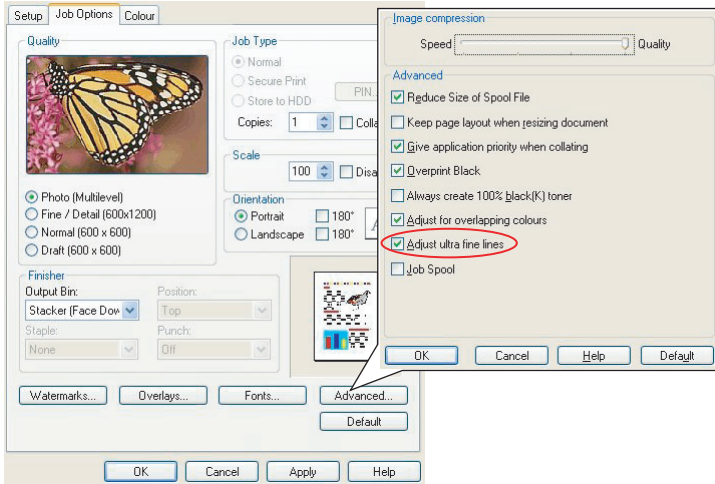 Setup Job Options Colour
Quality
Photo (Multilevel)
Fine / Detail (600x1200)
Normal (600 x 600)
Draft (600 x 600)
Job Type
Normal
Secure Print
Store to HDD
PIN..
Copies: 1 Colla
Scale
100 Disa
Orientation
Portrait 180°
Landscape 180°
A
Finisher
Output Bin: Position:
Stacker (Face Dow Top
Staple: Punch:
None Off
Watermarks... Overlays... Fonts... Advanced...
Default
OK Cancel Apply Help
Image compression
Speed Quality
Advanced
Reduce Size of Spool File
Keep page layout when resizing document
Give application priority when collating
Overprint Black
Always create 100% black(K) toner
Adjust for overlapping colours
Adjust ultra fine lines
Job Spool
OK Cancel Help Default